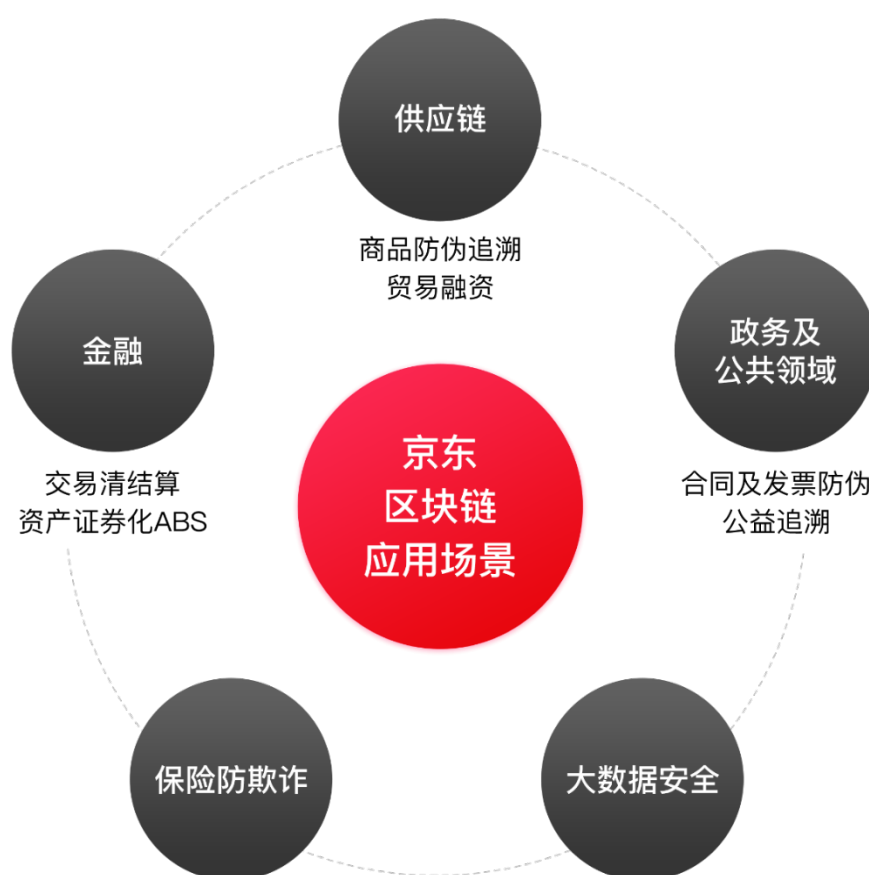 供应链
商品防伪追溯
贸易融资
金融
交易清结算
资产证券化ABS
政务及
公共领域
合同及发票防伪
公益追溯
京东
区块链
应用场景
保险防欺诈
大数据安全